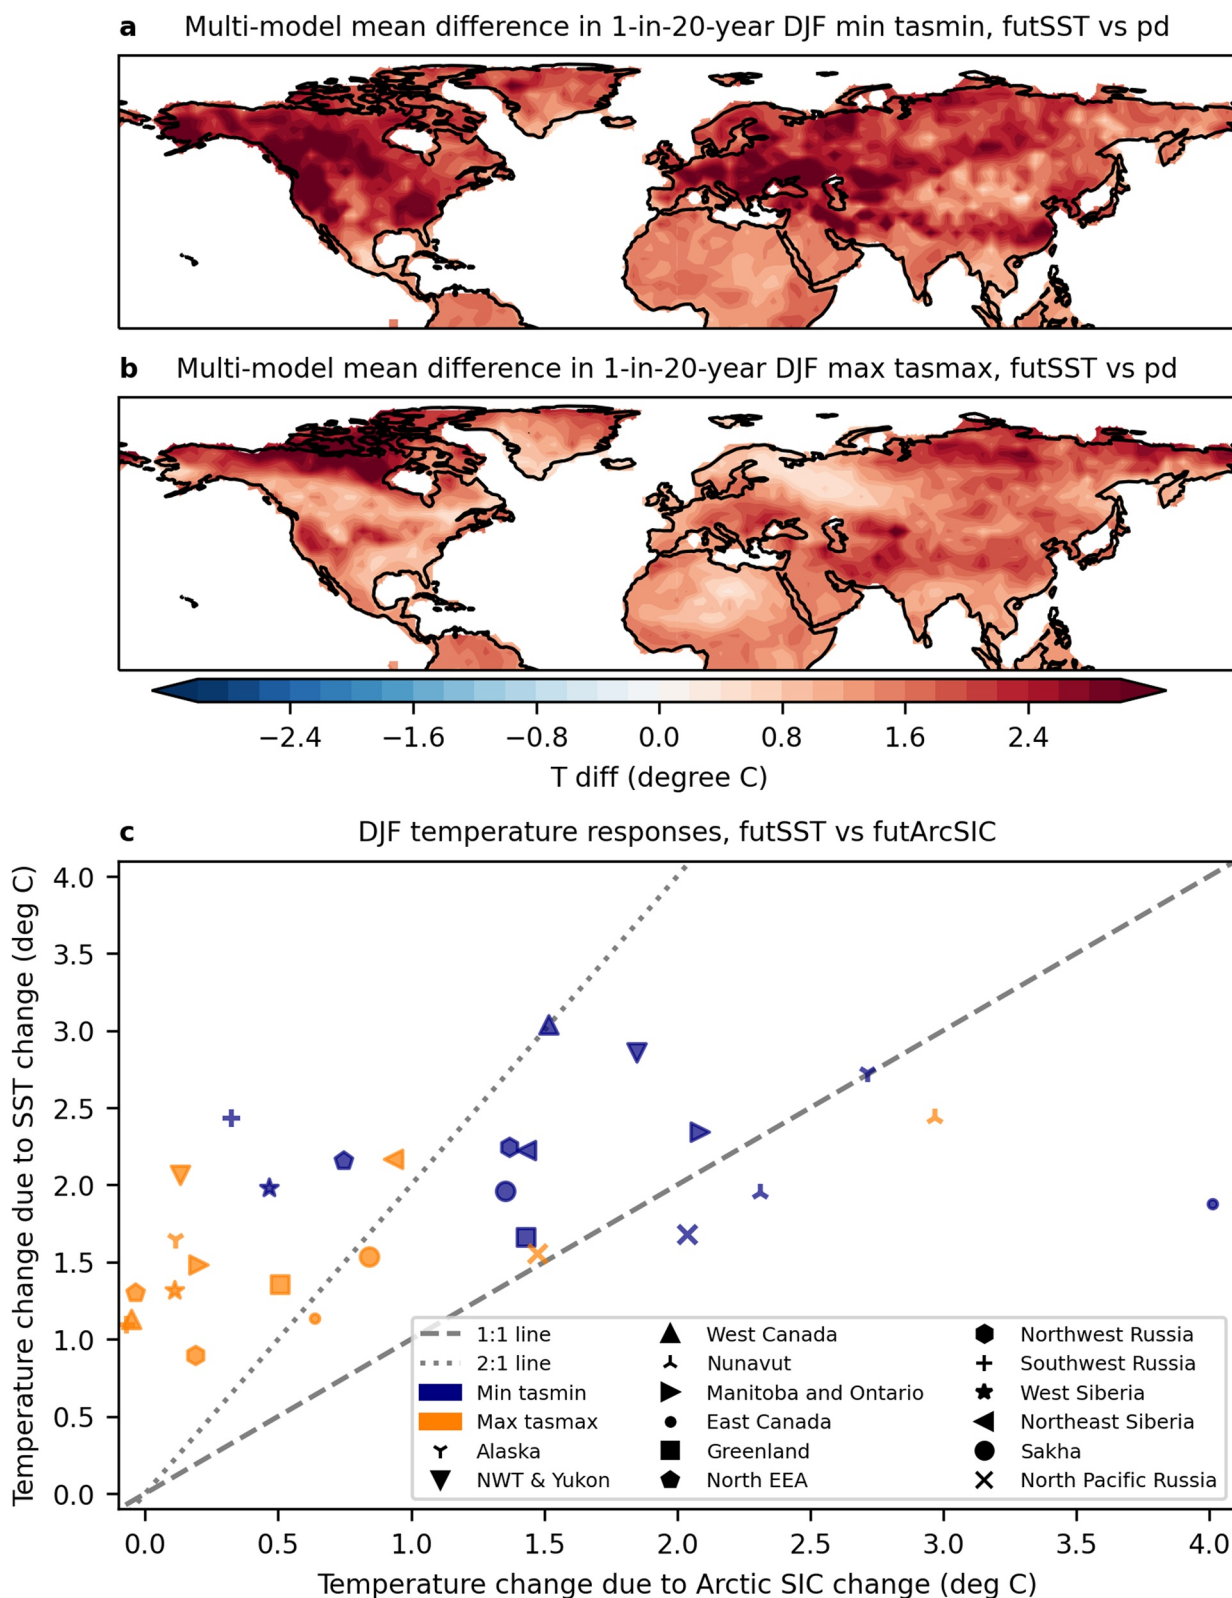 a Multi-model mean difference in 1-in-20-year DJF min tasmin, futSST vs pd
b Multi-model mean difference in 1-in-20-year DJF max tasmax, futSST vs pd
−2.4 −1.6 −0.8 0.0 0.8 1.6 2.4
T diff (degree C)
c DJF temperature responses, futSST vs futArcSIC
Temperature change due to SST change (deg C)
4.0
3.5
3.0
2.5
2.0
1.5
1.0
0.5
0.0
1:1 line
2:1 line
Min tasmin
Max tasmax
Alaska
NWT & Yukon
West Canada
Nunavut
Manitoba and Ontario
East Canada
Greenland
North EEA
Northwest Russia
Southwest Russia
West Siberia
Northeast Siberia
Sakha
North Pacific Russia
0.0 0.5 1.0 1.5 2.0 2.5 3.0 3.5 4.0
Temperature change due to Arctic SIC change (deg C)